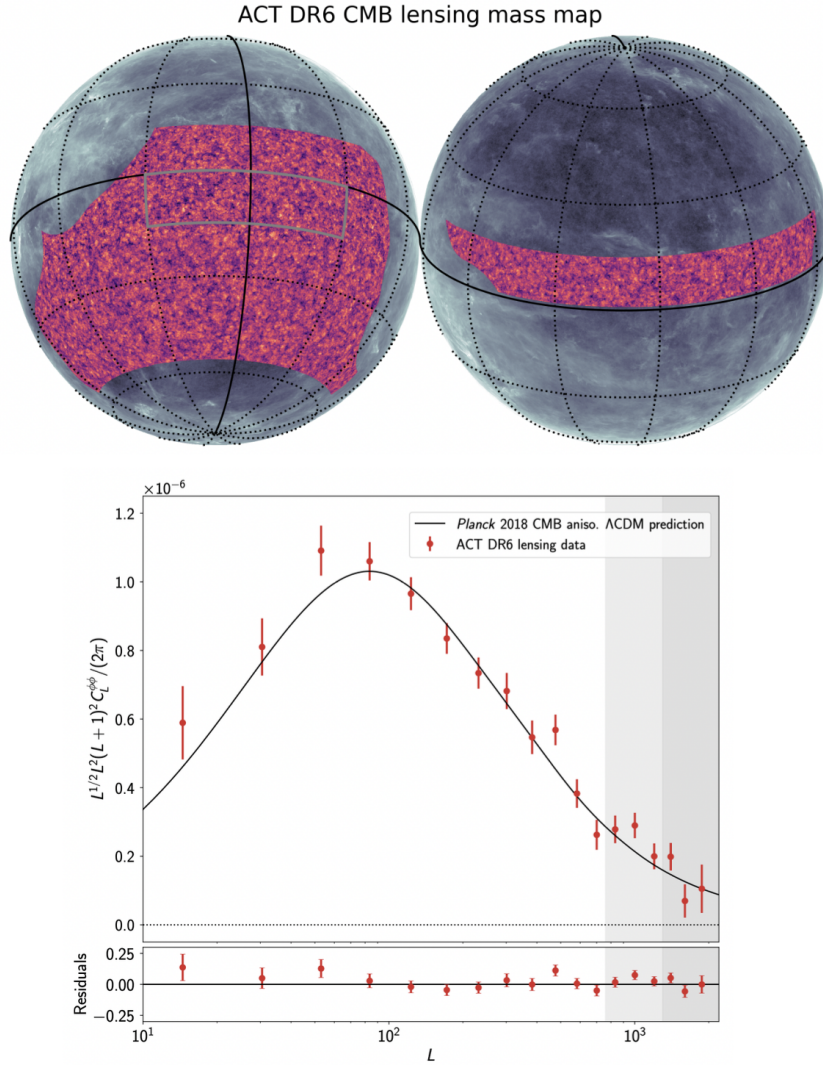 ACT DR6 CMB lensing mass map
×10⁻⁶
1.2
1.0
0.8
0.6
0.4
0.2
0.0
L^{1/2}L²(L + 1)²C_L^{ϕϕ}/(2π)
Planck 2018 CMB aniso. ΛCDM prediction
ACT DR6 lensing data
0.25
0.00
−0.25
Residuals
10¹
10²
10³
L